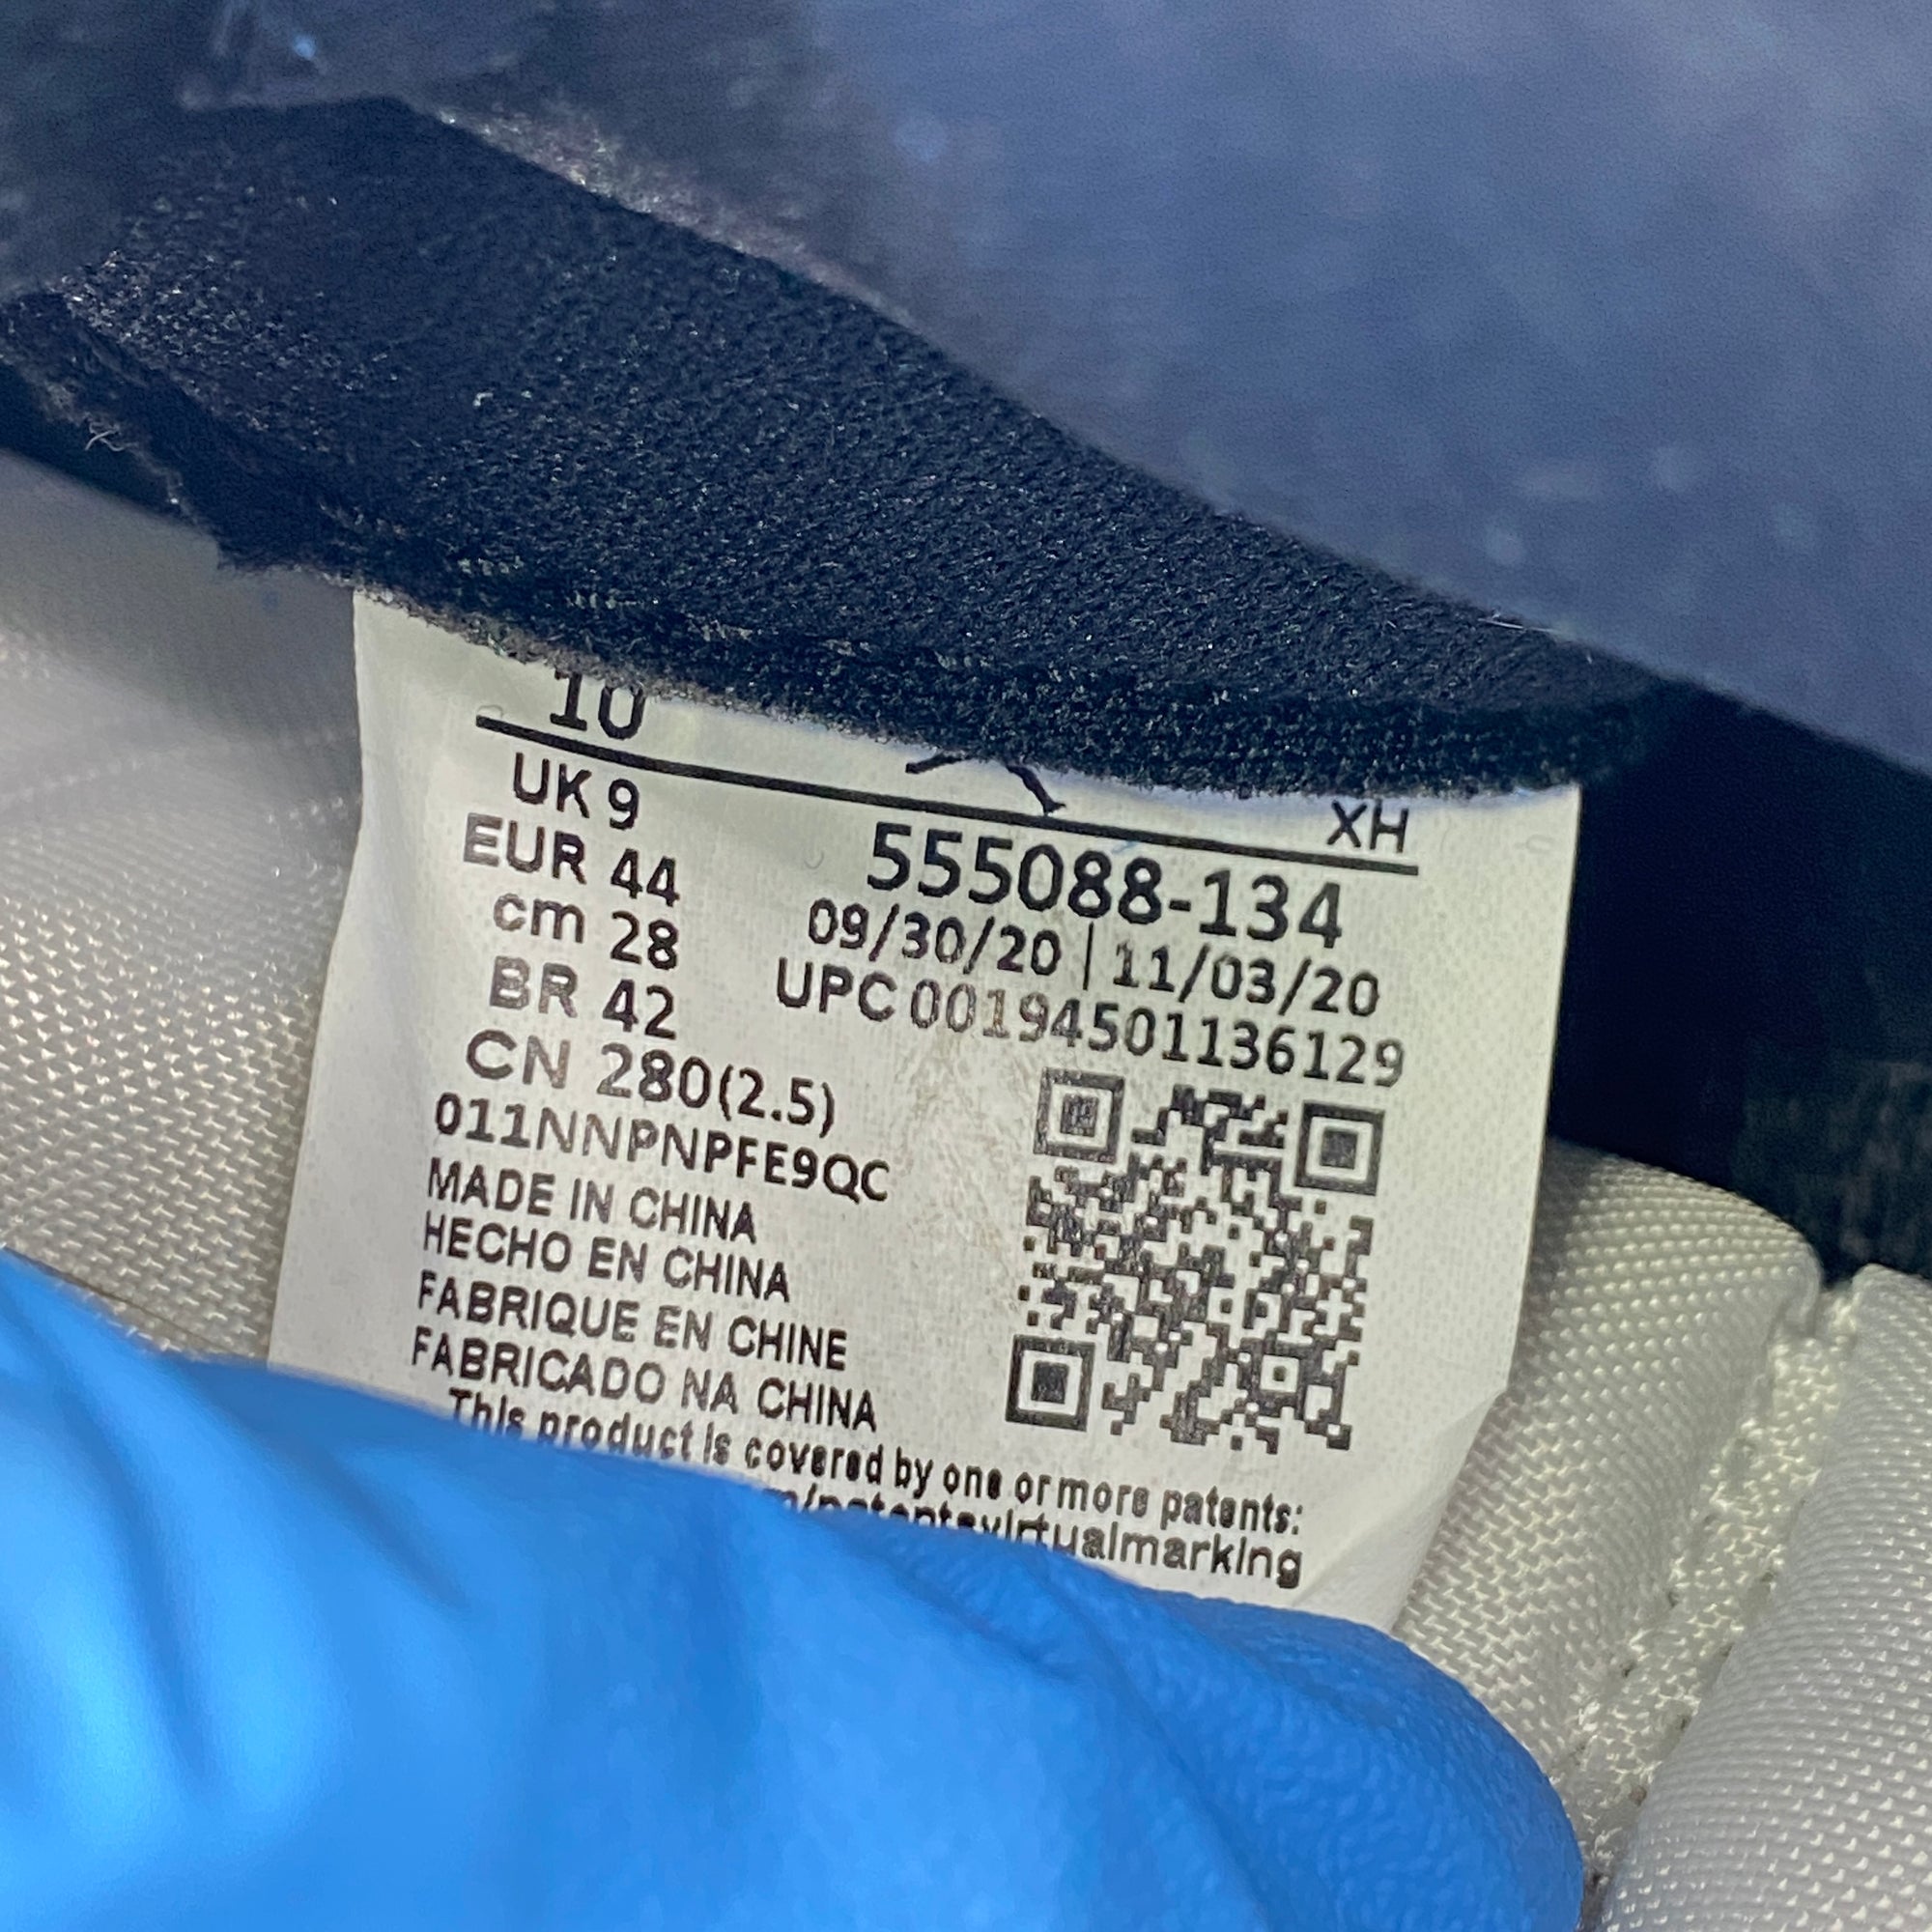 10
XH
UK 9
EUR 44
cm 28
BR 42
CN 280(2.5)
555088-134
09/30/20 | 11/03/20
UPC 00194501136129
011NNPNPFE9QC
MADE IN CHINA
HECHO EN CHINA
FABRIQUE EN CHINE
FABRICADO NA CHINA
This product is covered by one or more patents:
m/patentsvirtualmarking